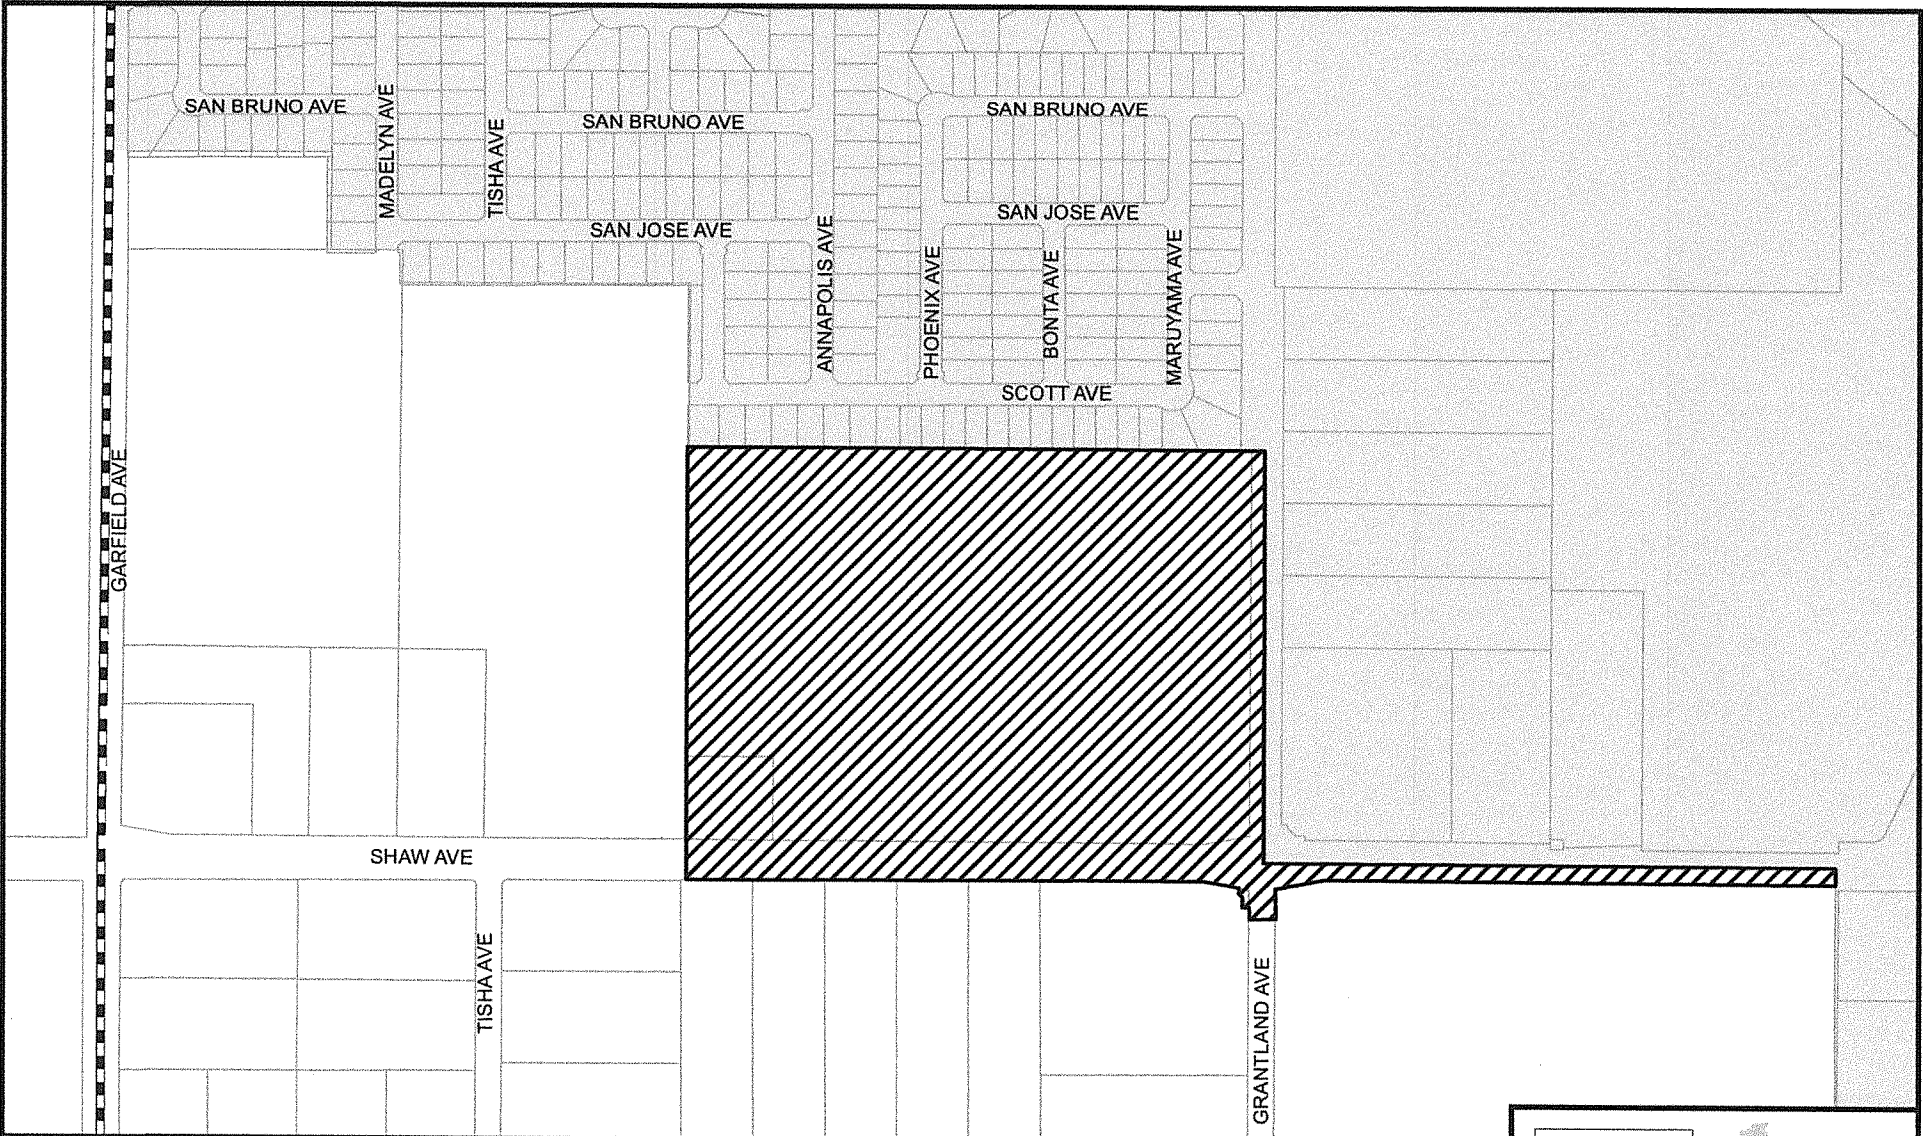 SAN BRUNO AVE
MADELYN AVE
TISHA AVE
SAN BRUNO AVE
SAN BRUNO AVE
SAN JOSE AVE
SAN JOSE AVE
ANNAPOLIS AVE
PHOENIX AVE
BONTA AVE
MARUYAMA AVE
SCOTT AVE
GARFIELD AVE
SHAW AVE
TISHA AVE
GRANTLAND AVE